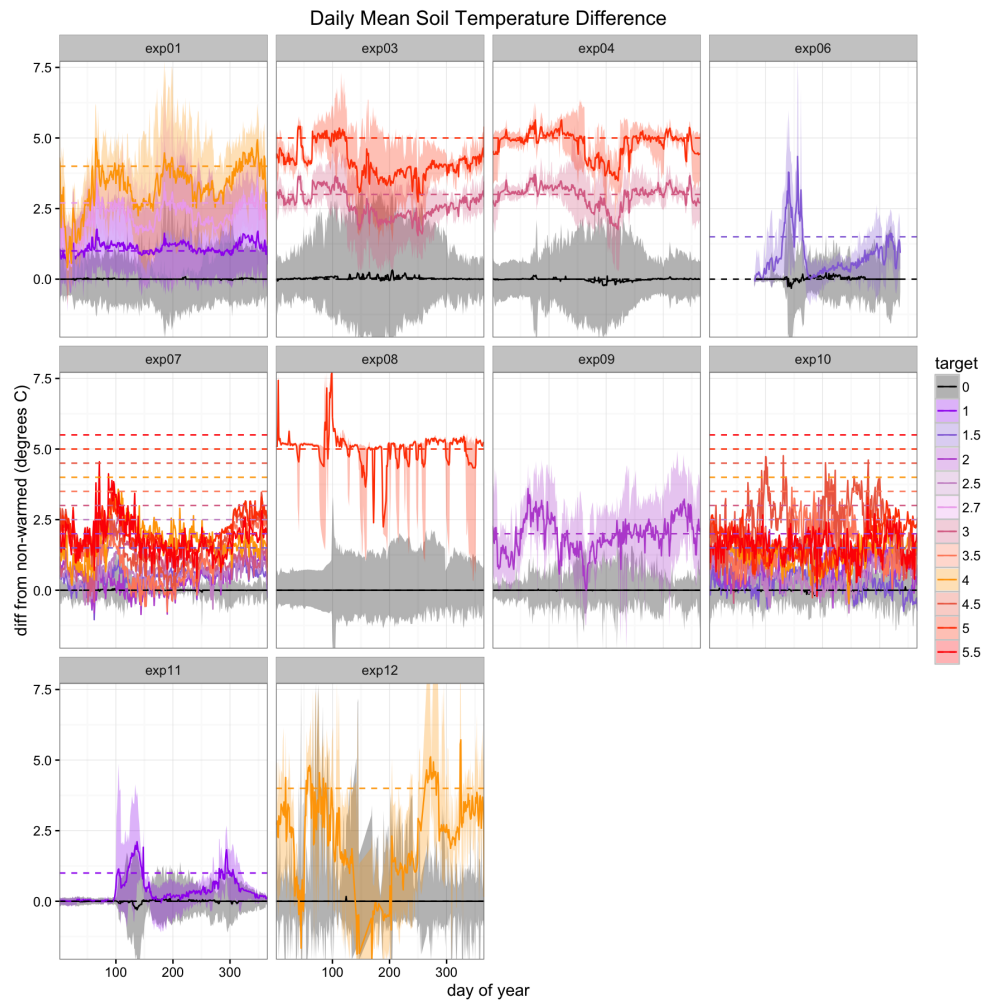 Daily Mean Soil Temperature Difference
exp01
exp03
exp04
exp06
7.5
5.0
2.5
0.0
exp07
exp08
exp09
exp10
7.5
5.0
2.5
0.0
diff from non-warmed (degrees C)
target
0
1
1.5
2
2.5
2.7
3
3.5
4
4.5
5
5.5
exp11
exp12
7.5
5.0
2.5
0.0
100
200
300
100
200
300
day of year